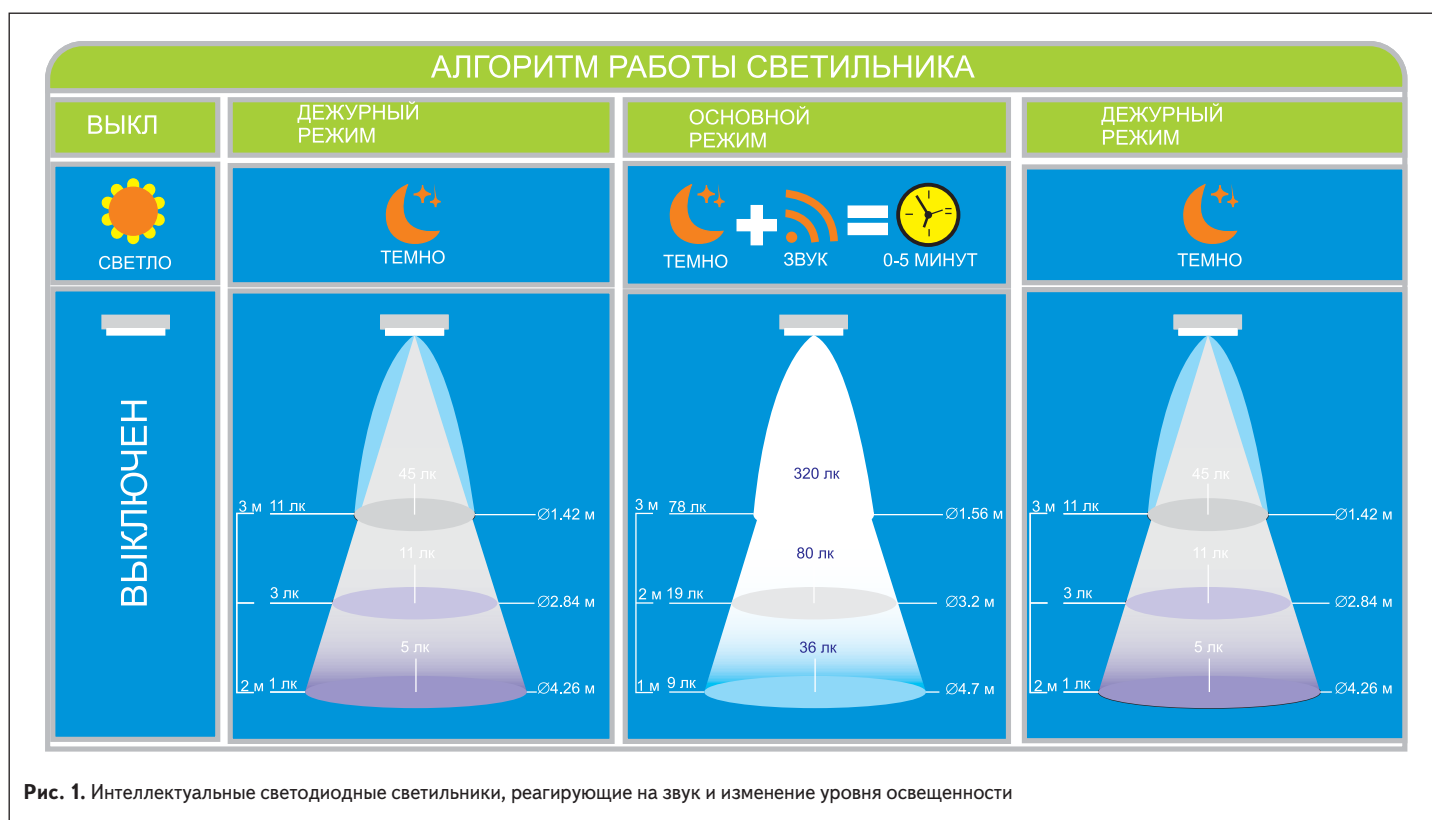 АЛГОРИТМ РАБОТЫ СВЕТИЛЬНИКА
ВЫКЛ
ДЕЖУРНЫЙ
РЕЖИМ
ОСНОВНОЙ
РЕЖИМ
ДЕЖУРНЫЙ
РЕЖИМ
СВЕТЛО
ТЕМНО
ТЕМНО
ЗВУК
0-5 МИНУТ
ТЕМНО
ВЫКЛЮЧЕН
45 лк
3 м 11 лк
∅1.42 м
11 лк
3 лк
∅2.84 м
5 лк
2 м 1 лк
∅4.26 м
320 лк
3 м 78 лк
∅1.56 м
80 лк
2 м 19 лк
∅3.2 м
36 лк
1 м 9 лк
∅4.7 м
45 лк
3 м 11 лк
∅1.42 м
11 лк
3 лк
∅2.84 м
5 лк
2 м 1 лк
∅4.26 м
Рис. 1. Интеллектуальные светодиодные светильники, реагирующие на звук и изменение уровня освещенности